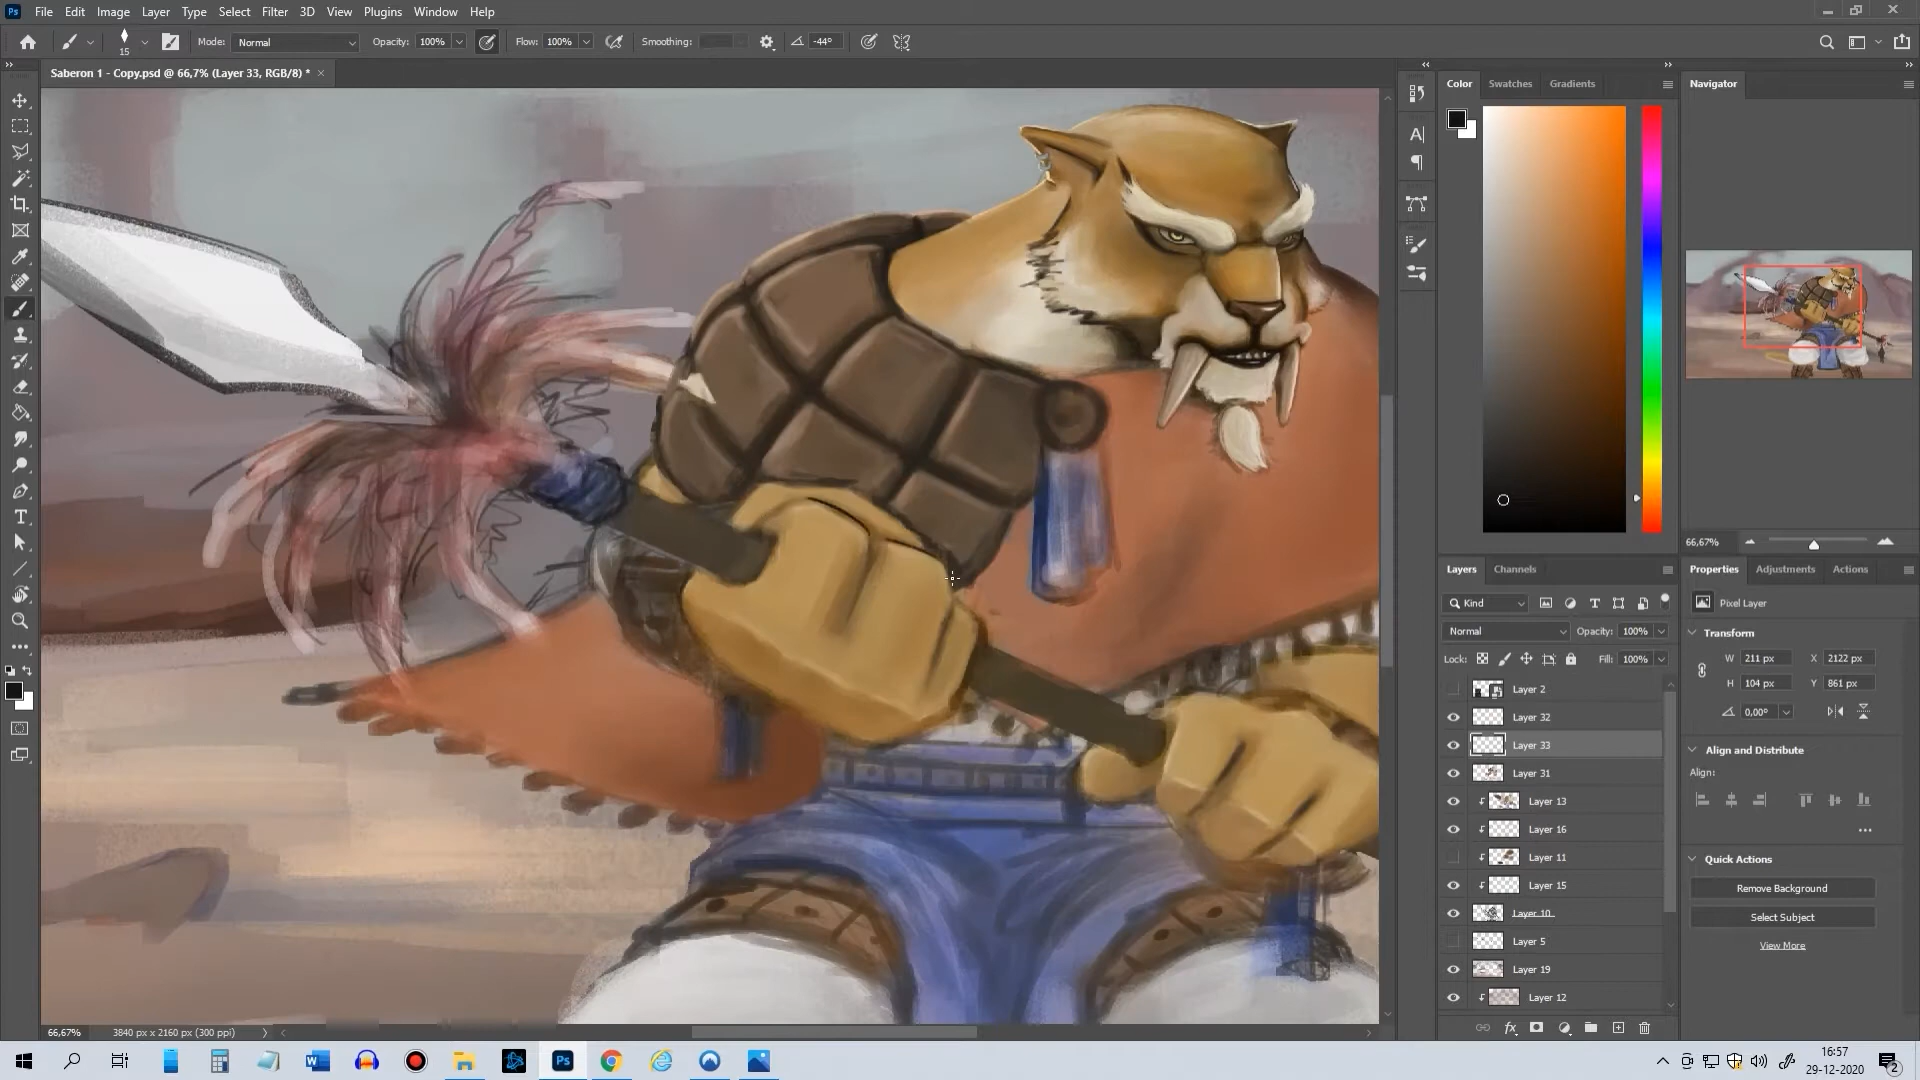 Ps File Edit Image Layer Type Select Filter 3D View Plugins Window Help
15 Mode: Normal Opacity: 100% Flow: 100% Smoothing: -44°
Saberon 1 - Copy.psd @ 66,7% (Layer 33, RGB/8) * ×
Color Swatches Gradients
Navigator
66,67%
Layers Channels
Kind
Normal Opacity: 100%
Lock: Fill: 100%
Layer 2
Layer 32
Layer 33
Layer 31
Layer 13
Layer 16
Layer 11
Layer 15
Layer 10
Layer 5
Layer 19
Layer 12
fx
Properties Adjustments Actions
Pixel Layer
Transform
W 211 px X 2122 px
H 104 px Y 861 px
0,00°
Align and Distribute
Align:
Quick Actions
Remove Background
Select Subject
View More
66,67% 3840 px x 2160 px (300 ppi)
Ps
16:57
29-12-2020
2